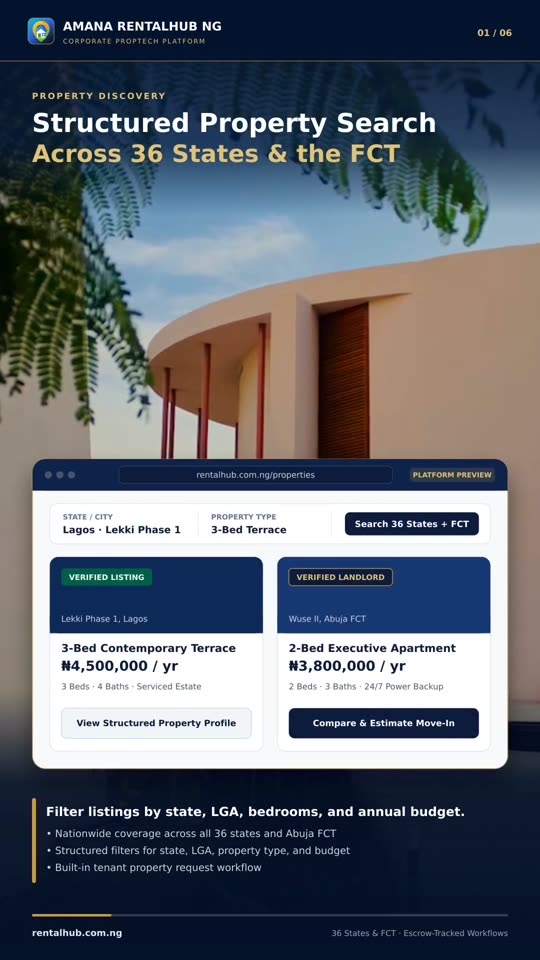 AMANA RENTALHUB NG
CORPORATE PROPTECH PLATFORM
01 / 06
PROPERTY DISCOVERY
Structured Property Search
Across 36 States & the FCT
rentalhub.com.ng/properties
PLATFORM PREVIEW
STATE / CITY
Lagos · Lekki Phase 1
PROPERTY TYPE
3-Bed Terrace
Search 36 States + FCT
VERIFIED LISTING
Lekki Phase 1, Lagos
3-Bed Contemporary Terrace
₦4,500,000 / yr
3 Beds · 4 Baths · Serviced Estate
View Structured Property Profile
VERIFIED LANDLORD
Wuse II, Abuja FCT
2-Bed Executive Apartment
₦3,800,000 / yr
2 Beds · 3 Baths · 24/7 Power Backup
Compare & Estimate Move-In
Filter listings by state, LGA, bedrooms, and annual budget.
• Nationwide coverage across all 36 states and Abuja FCT
• Structured filters for state, LGA, property type, and budget
• Built-in tenant property request workflow
rentalhub.com.ng
36 States & FCT · Escrow-Tracked Workflows